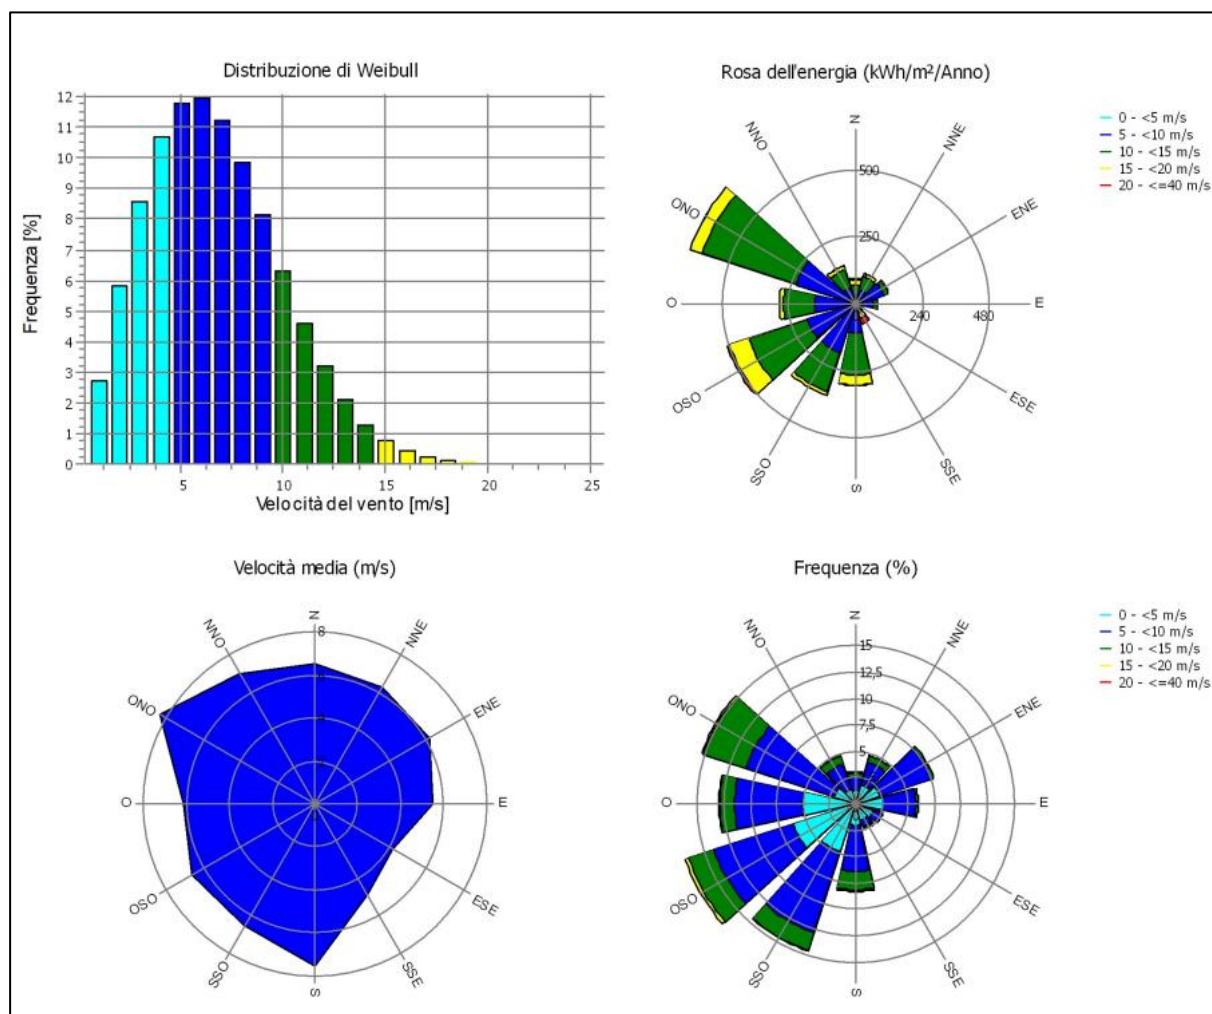 Distribuzione di Weibull
Frequenza [%]
12
11
10
9
8
7
6
5
4
3
2
1
0
5
10
15
20
25
Velocità del vento [m/s]
Rosa dell'energia (kWh/m²/Anno)
N
NNE
ENE
E
ESE
SSE
S
SSO
OSO
O
ONO
NNO
500
250
240
480
0 - <5 m/s
5 - <10 m/s
10 - <15 m/s
15 - <20 m/s
20 - <=40 m/s
Velocità media (m/s)
N
NNE
ENE
E
ESE
SSE
S
SSO
OSO
O
ONO
NNO
8
Frequenza (%)
N
NNE
ENE
E
ESE
SSE
S
SSO
OSO
O
ONO
NNO
15
12,5
10
7,5
5
0 - <5 m/s
5 - <10 m/s
10 - <15 m/s
15 - <20 m/s
20 - <=40 m/s